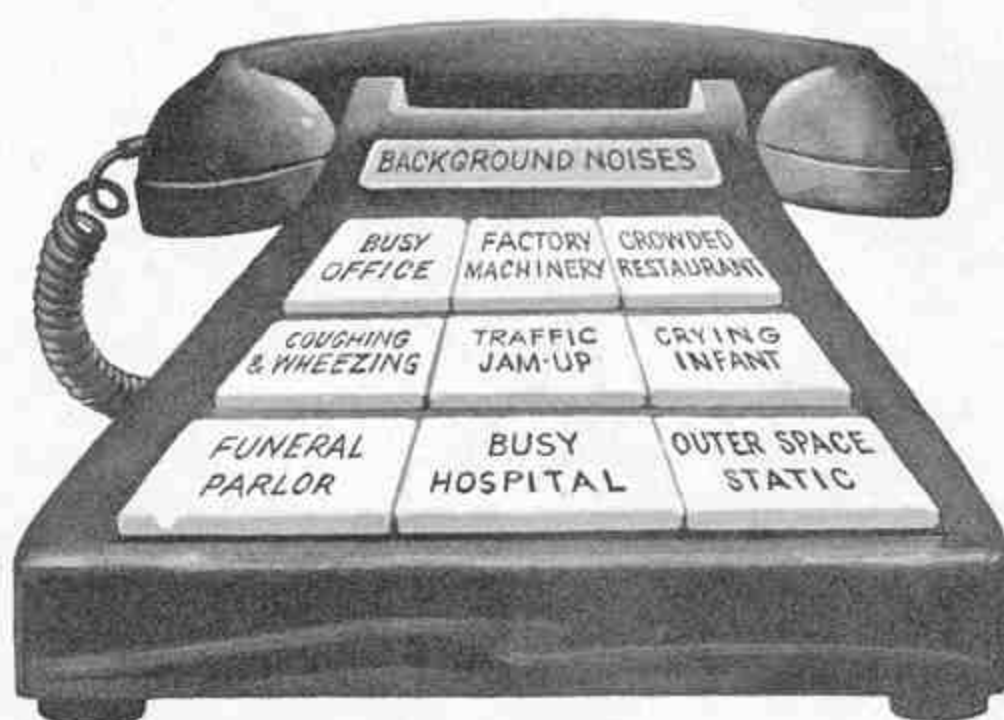 BACKGROUND NOISES
BUSY
OFFICE
FACTORY
MACHINERY
CROWDED
RESTAURANT
COUGHING
& WHEEZING
TRAFFIC
JAM-UP
CRYING
INFANT
FUNERAL
PARLOR
BUSY
HOSPITAL
OUTER SPACE
STATIC